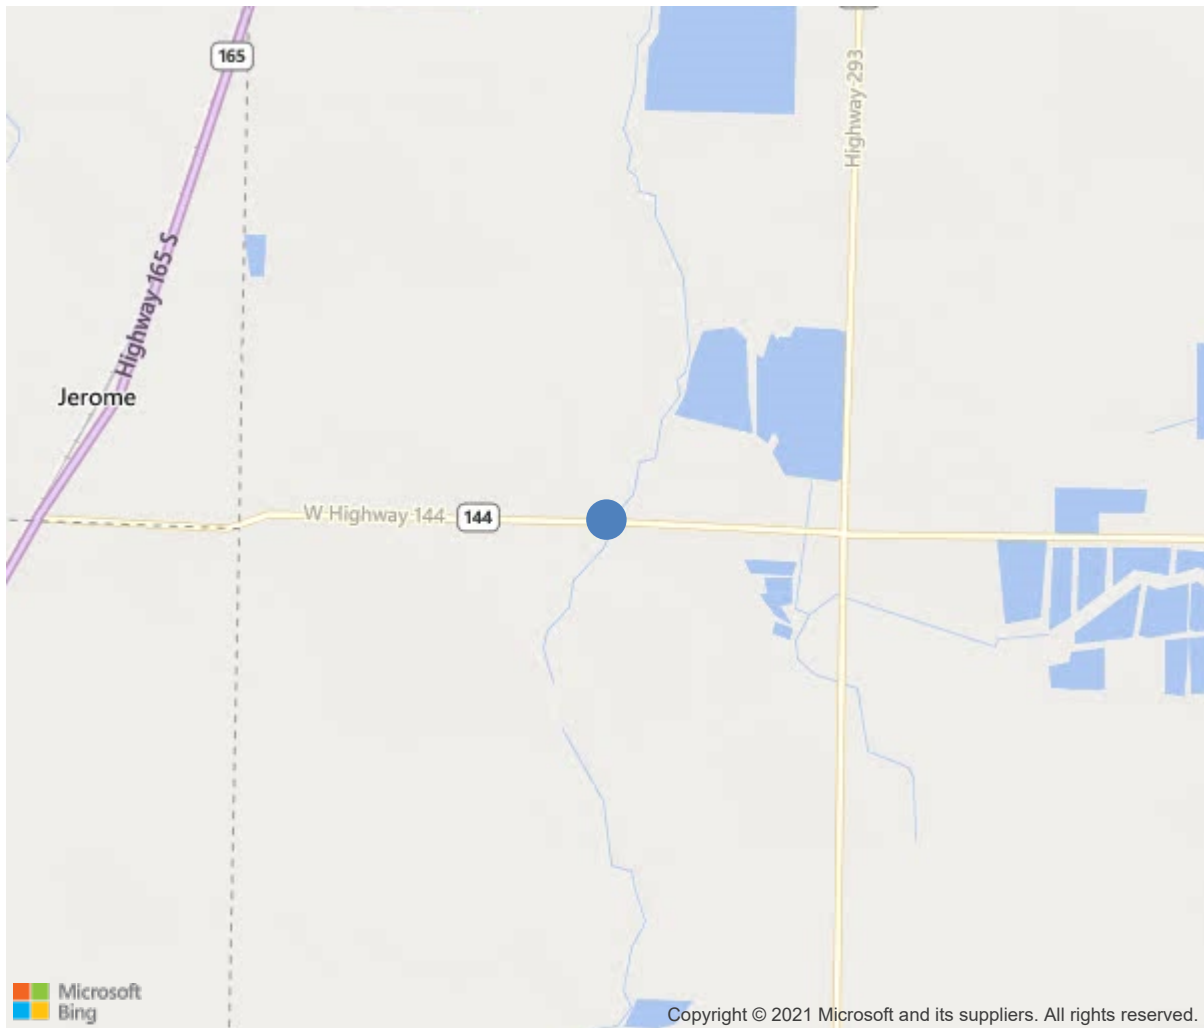 165
Highway 293
Highway 165 S
Jerome
W Highway 144
144
Microsoft
Bing
Copyright © 2021 Microsoft and its suppliers. All rights reserved.